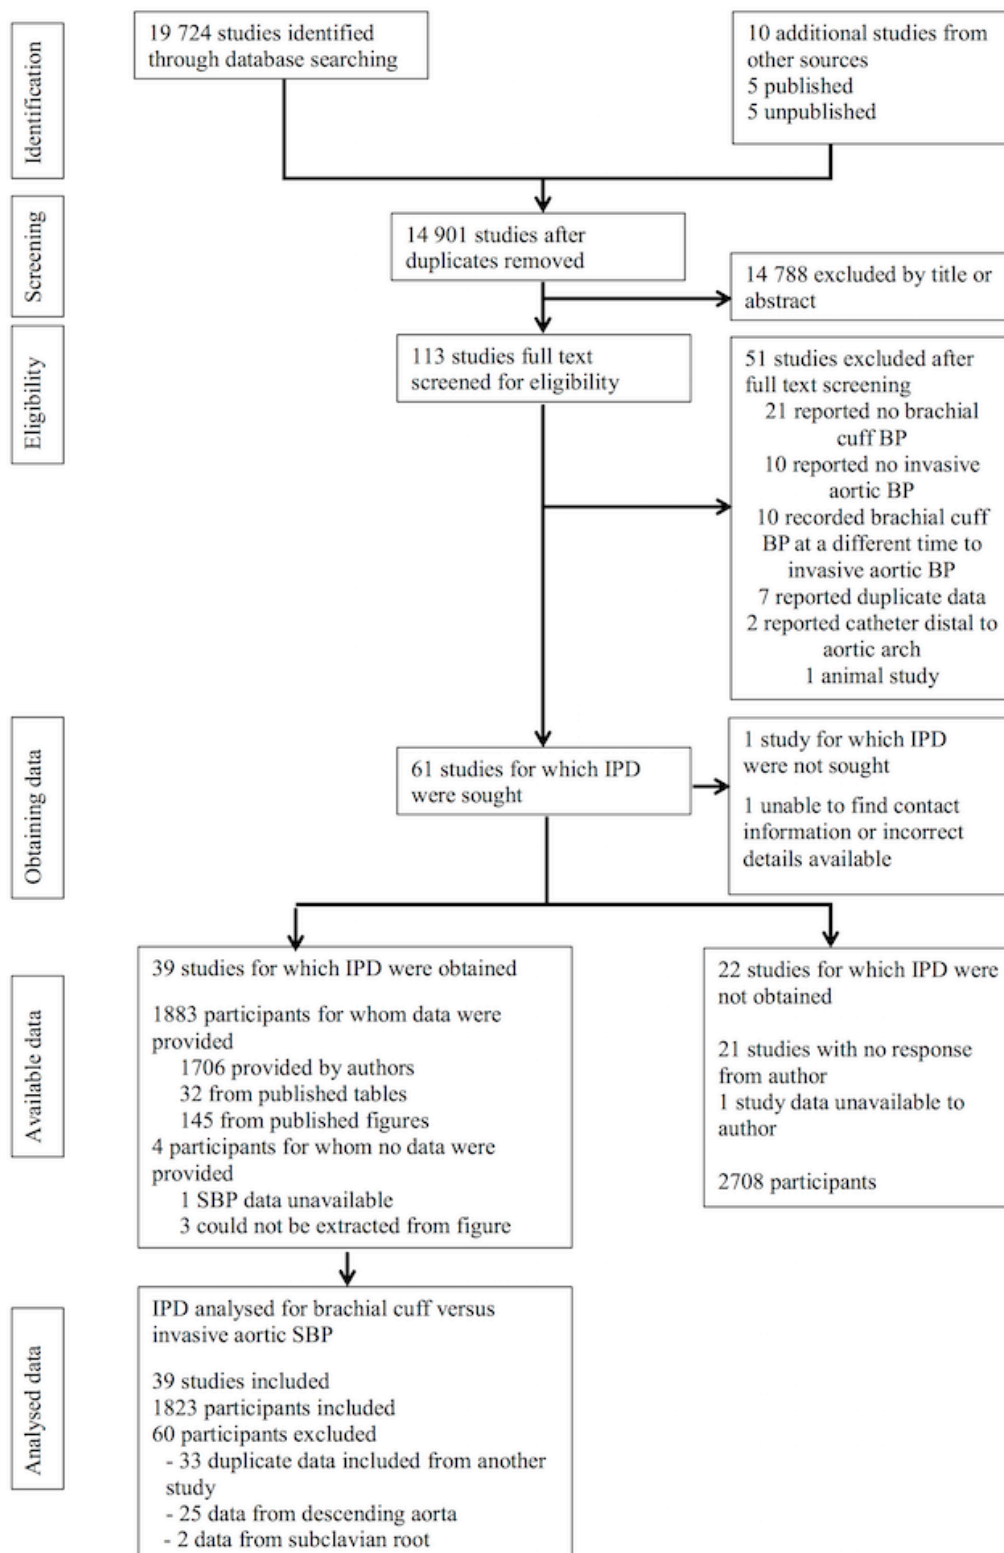 Identification
19 724 studies identified
through database searching
10 additional studies from
other sources
5 published
5 unpublished
Screening
14 901 studies after
duplicates removed
14 788 excluded by title or
abstract
Eligibility
113 studies full text
screened for eligibility
51 studies excluded after
full text screening
21 reported no brachial
cuff BP
10 reported no invasive
aortic BP
10 recorded brachial cuff
BP at a different time to
invasive aortic BP
7 reported duplicate data
2 reported catheter distal to
aortic arch
1 animal study
Obtaining data
61 studies for which IPD
were sought
1 study for which IPD
were not sought
1 unable to find contact
information or incorrect
details available
Available data
39 studies for which IPD were obtained
1883 participants for whom data were
provided
1706 provided by authors
32 from published tables
145 from published figures
4 participants for whom no data were
provided
1 SBP data unavailable
3 could not be extracted from figure
22 studies for which IPD were
not obtained
21 studies with no response
from author
1 study data unavailable to
author
2708 participants
Analysed data
IPD analysed for brachial cuff versus
invasive aortic SBP
39 studies included
1823 participants included
60 participants excluded
- 33 duplicate data included from another
study
- 25 data from descending aorta
- 2 data from subclavian root